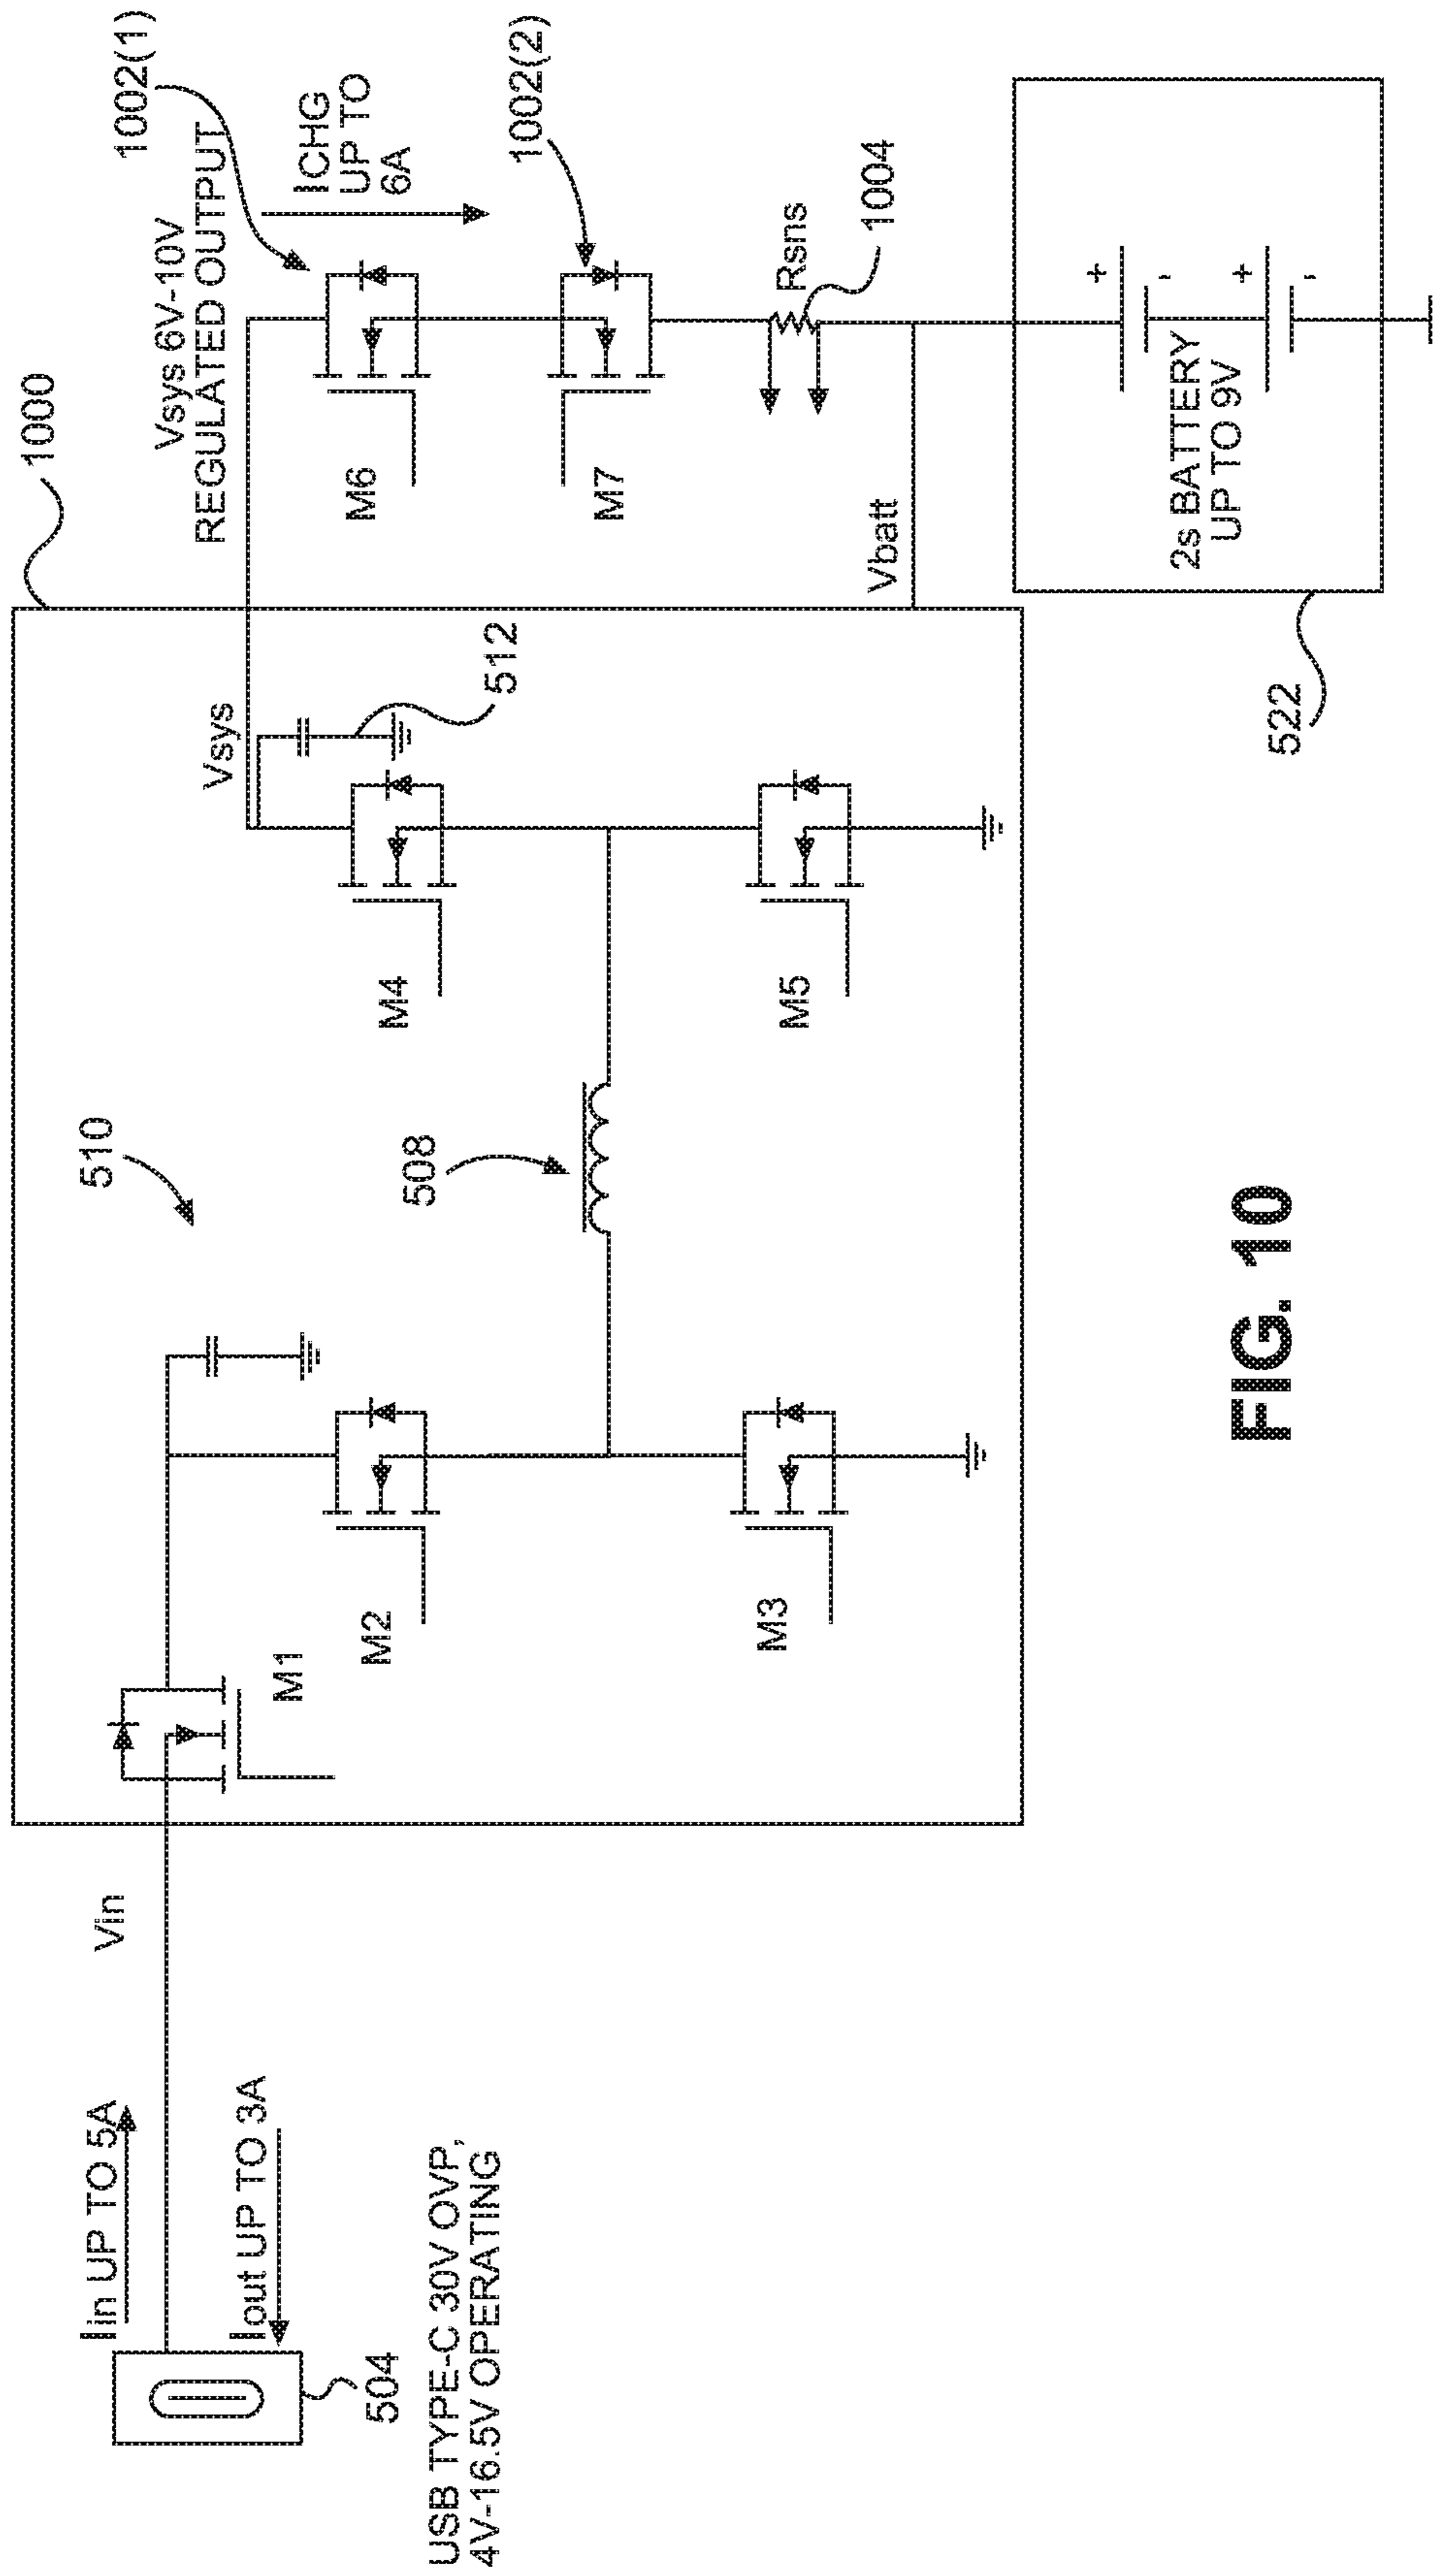 1000
Vsys 6V-10V
REGULATED OUTPUT
1002(1)
ICHG
UP TO
6A
1002(2)
M6
M7
Rsns
1004
Vbatt
2s BATTERY
UP TO 9V
+
-
+
-
522
Vsys
512
M4
M5
510
508
M1
M2
M3
Vin
Iin UP TO 5A
Iout UP TO 3A
504
USB TYPE-C 30V OVP,
4V-16.5V OPERATING
FIG. 10